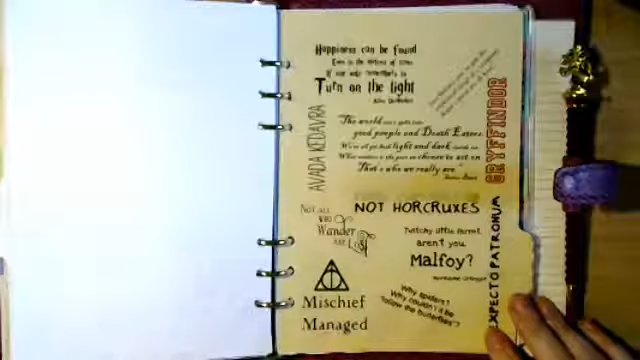 Happiness can be found
Even in the darkest of times
If one only remembers to
Turn on the light
Albus Dumbledore
AVADA KEDAVRA
GRYFFINDOR
The world isn't split into
good people and Death Eaters
We've all got both light and dark inside us
What matters is the part we choose to act on
That's who we really are
Sirius Black
NOT HORCRUXES
NOT ALL
WHO
Wander
ARE LOST
Twitchy little ferret
aren't you
Malfoy?
Hermione Granger
EXPECTO PATRONUM
Mischief
Managed
Why spiders?
Why couldn't it be
"follow the butterflies"?